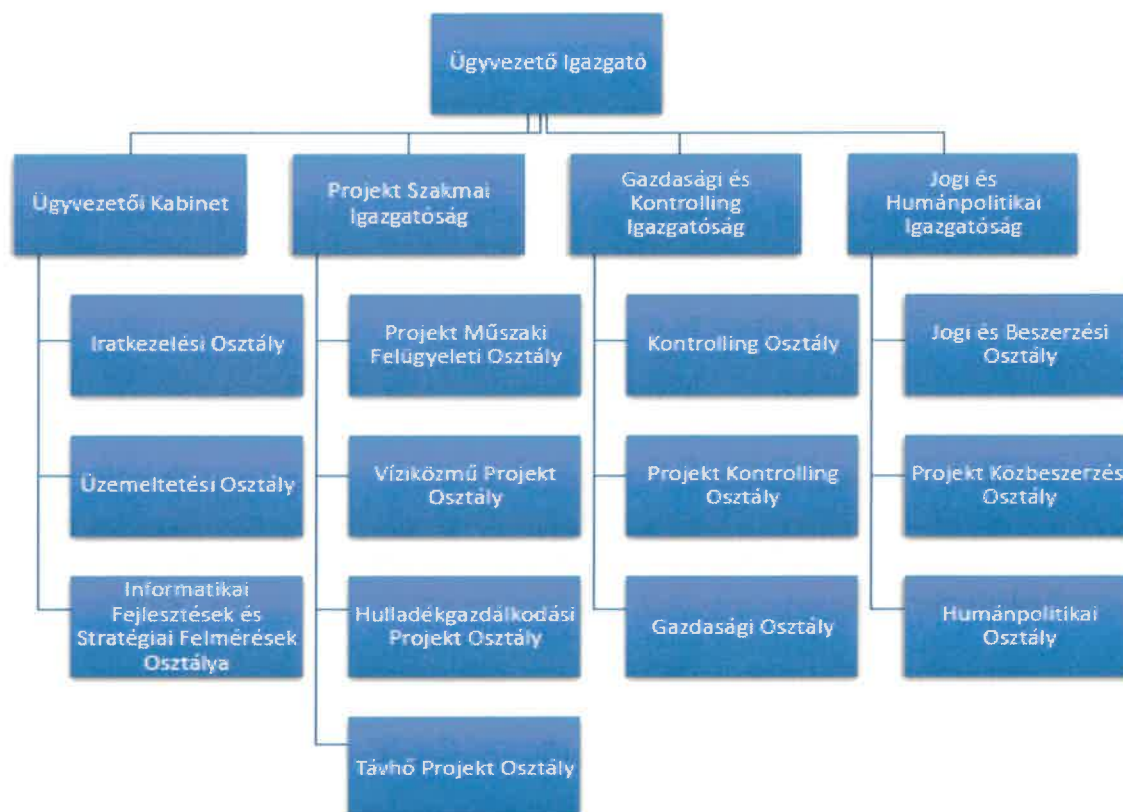 Ügyvezető Igazgató
Ügyvezetői Kabinet
Projekt Szakmai
Igazgatóság
Gazdasági és
Kontrolling
Igazgatóság
Jogi és
Humánpolitikai
Igazgatóság
Iratkezelési Osztály
Projekt Műszaki
Felügyeleti Osztály
Kontrolling Osztály
Jogi és Beszerzési
Osztály
Üzemeltetési Osztály
Víziközmű Projekt
Osztály
Projekt Kontrolling
Osztály
Projekt Közbeszerzés
Osztály
Informatikai
Fejlesztések és
Stratégiai Felmérések
Osztálya
Hulladékgazdálkodási
Projekt Osztály
Gazdasági Osztály
Humánpolitikai
Osztály
Távhő Projekt Osztály